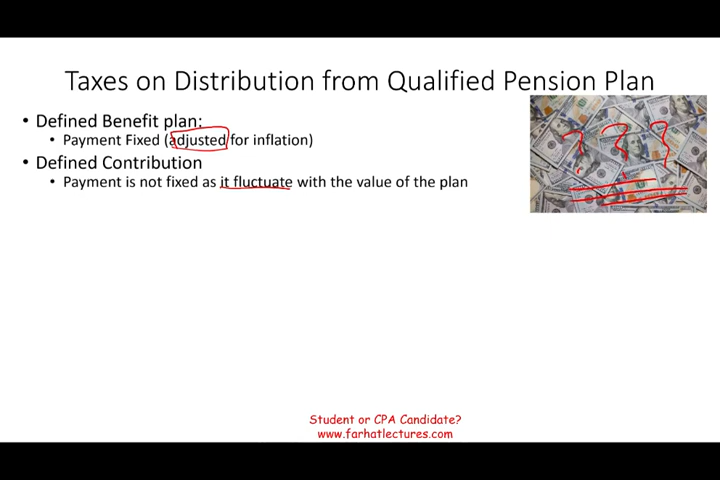 Taxes on Distribution from Qualified Pension Plan
• Defined Benefit plan:
• Payment Fixed (adjusted for inflation)
• Defined Contribution
• Payment is not fixed as it fluctuate with the value of the plan
???
Student or CPA Candidate?
www.farhatlectures.com